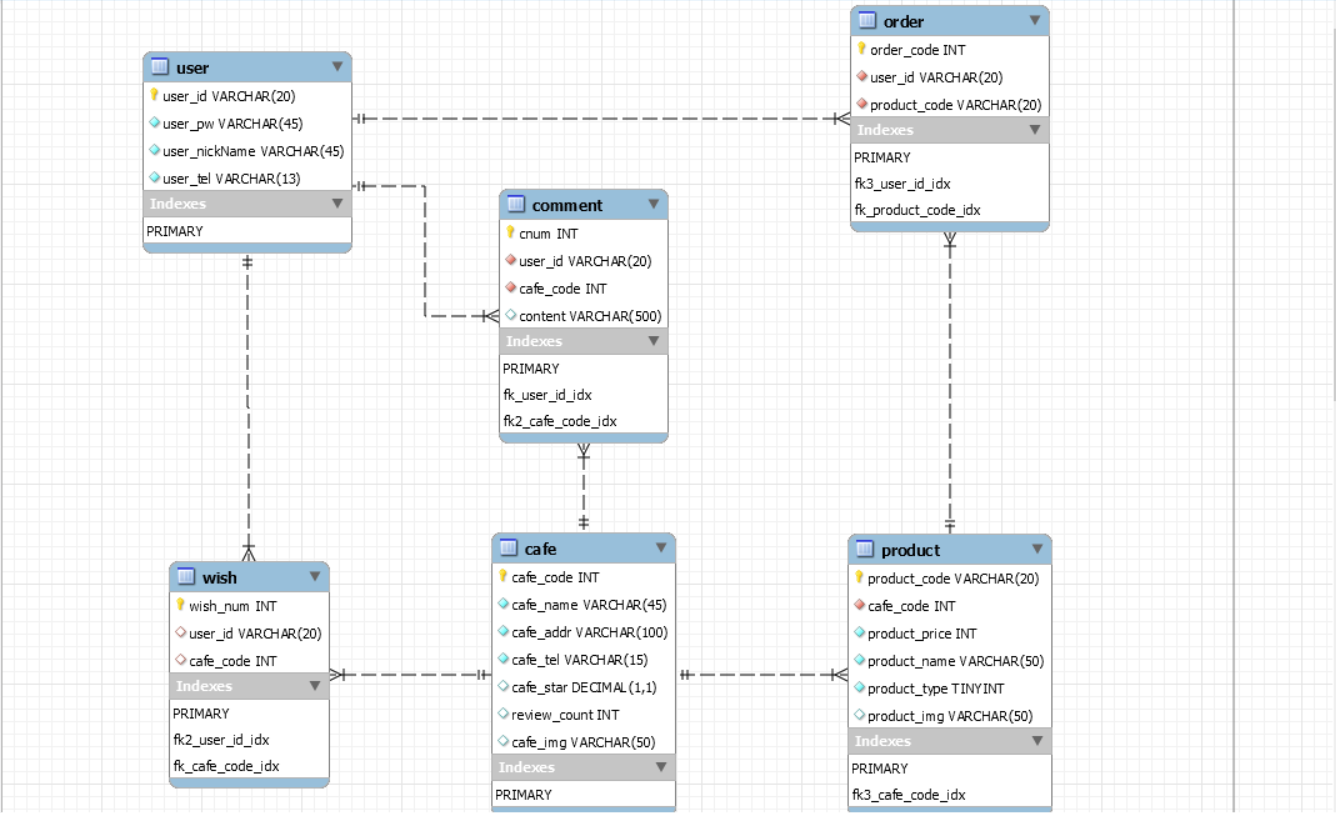 user
user_id VARCHAR(20)
user_pw VARCHAR(45)
user_nickName VARCHAR(45)
user_tel VARCHAR(13)
Indexes
PRIMARY
order
order_code INT
user_id VARCHAR(20)
product_code VARCHAR(20)
Indexes
PRIMARY
fk3_user_id_idx
fk_product_code_idx
comment
cnum INT
user_id VARCHAR(20)
cafe_code INT
content VARCHAR(500)
Indexes
PRIMARY
fk_user_id_idx
fk2_cafe_code_idx
wish
wish_num INT
user_id VARCHAR(20)
cafe_code INT
Indexes
PRIMARY
fk2_user_id_idx
fk_cafe_code_idx
cafe
cafe_code INT
cafe_name VARCHAR(45)
cafe_addr VARCHAR(100)
cafe_tel VARCHAR(15)
cafe_star DECIMAL(1,1)
review_count INT
cafe_img VARCHAR(50)
Indexes
PRIMARY
product
product_code VARCHAR(20)
cafe_code INT
product_price INT
product_name VARCHAR(50)
product_type TINYINT
product_img VARCHAR(50)
Indexes
PRIMARY
fk3_cafe_code_idx